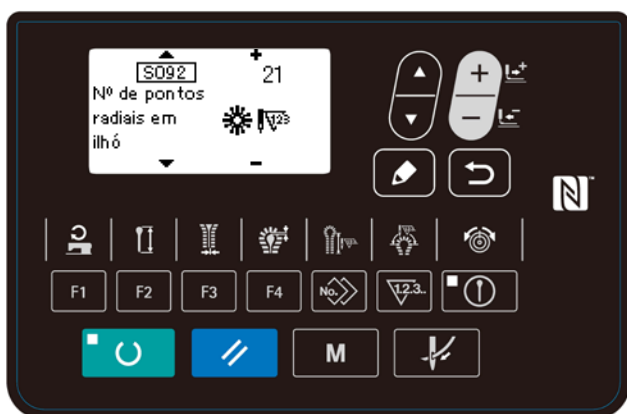 S092
21
Nº de pontos
radiais em
ilhó
F1
F2
F3
F4
No.
1.2.3..
M